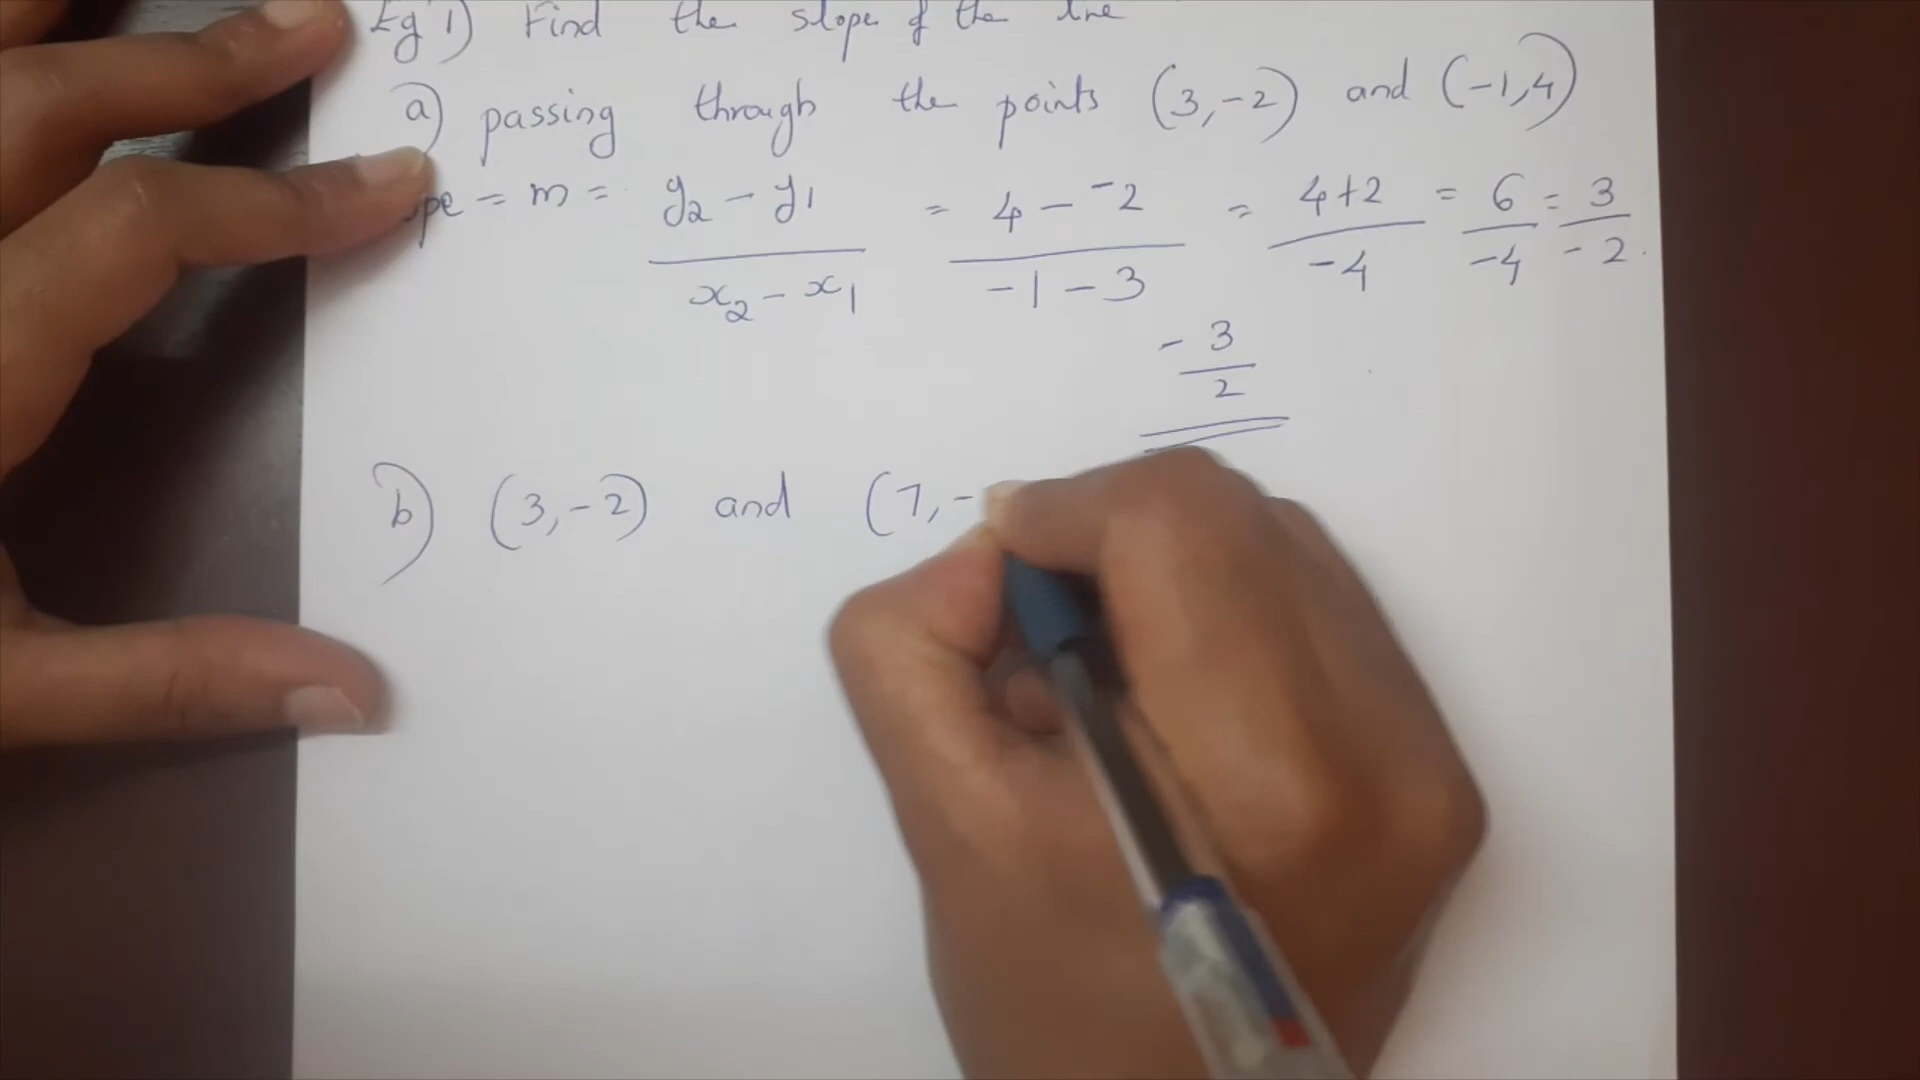 Eg 1) Find the slope of the line
a) passing through the points (3,-2) and (-1,4)
ope = m = y2 - y1 / x2 - x1 = 4 - -2 / -1 - 3 = 4+2 / -4 = 6 / -4 = 3 / -2.
- 3 / 2
b) (3,-2) and (7,-